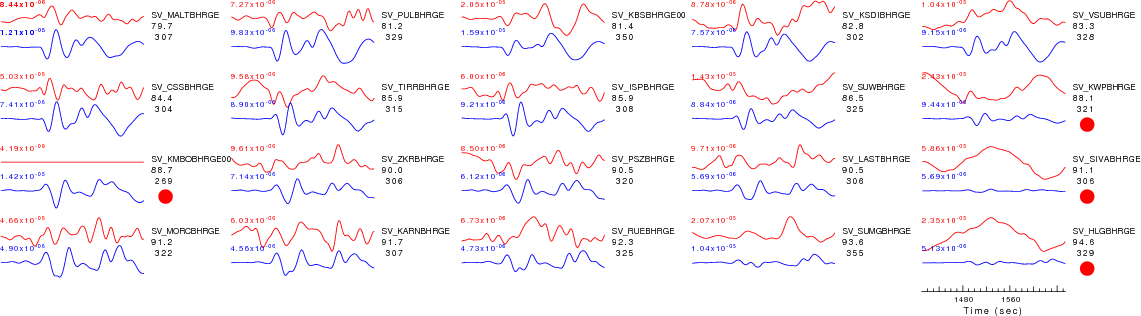 8.44x10-06 SV_MALTBHRGE
79.7
1.21x10-06 307
7.27x10-06 SV_PULBHRGE
81.2
9.83x10-06 329
2.05x10-05 SV_KBSBHRGE00
81.4
1.59x10-05 350
8.78x10-06 SV_KSDIBHRGE
82.8
7.57x10-06 302
1.04x10-05 SV_VSUBHRGE
83.3
9.15x10-06 328
5.03x10-06 SV_CSSBHRGE
84.4
7.41x10-06 304
9.58x10-06 SV_TIRRBHRGE
85.9
6.90x10-06 315
6.00x10-06 SV_ISPBHRGE
85.9
9.21x10-06 308
1.43x10-05 SV_SUWBHRGE
86.5
8.84x10-06 325
2.43x10-05 SV_KWPBHRGE
88.1
9.44x10-06 321
4.19x10-09 SV_KMBOBHRGE00
88.7
1.42x10-05 269
9.61x10-06 SV_ZKRBHRGE
90.0
7.14x10-06 306
8.50x10-06 SV_PSZBHRGE
90.5
6.12x10-06 320
9.71x10-06 SV_LASTBHRGE
90.5
5.69x10-06 306
5.86x10-05 SV_SIVABHRGE
91.1
5.69x10-06 306
4.66x10-06 SV_MORCBHRGE
91.2
4.90x10-06 322
6.03x10-06 SV_KARNBHRGE
91.7
4.56x10-06 307
6.73x10-06 SV_RUEBHRGE
92.3
4.73x10-06 325
2.07x10-05 SV_SUMGBHRGE
93.6
1.04x10-05 355
2.35x10-05 SV_HLGBHRGE
94.6
5.13x10-06 329
1480 1560
Time (sec)